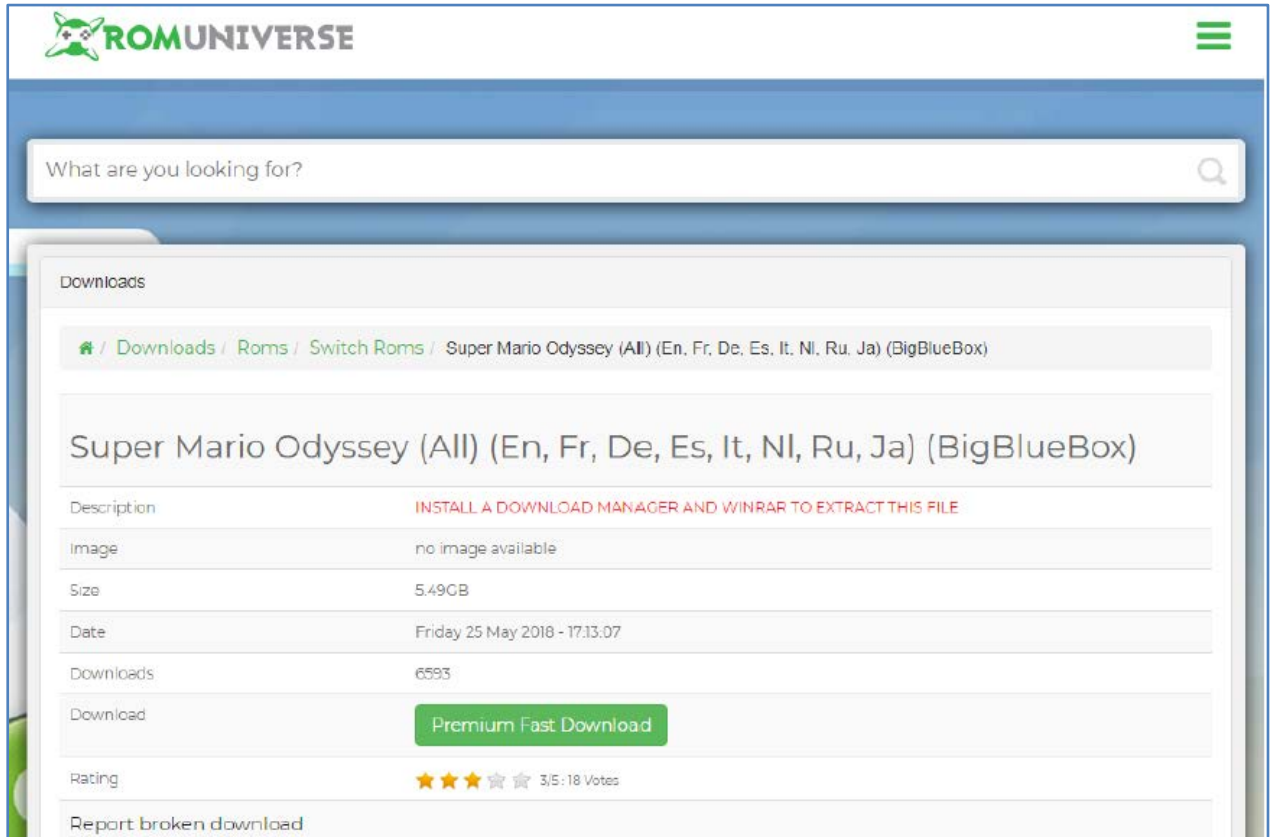 ROMUNIVERSE
What are you looking for?
Downloads
/ Downloads / Roms / Switch Roms / Super Mario Odyssey (All) (En, Fr, De, Es, It, Nl, Ru, Ja) (BigBlueBox)
Super Mario Odyssey (All) (En, Fr, De, Es, It, Nl, Ru, Ja) (BigBlueBox)
Description INSTALL A DOWNLOAD MANAGER AND WINRAR TO EXTRACT THIS FILE
Image no image available
Size 5.49GB
Date Friday 25 May 2018 - 17:13:07
Downloads 6593
Download Premium Fast Download
Rating 3/5 : 18 Votes
Report broken download